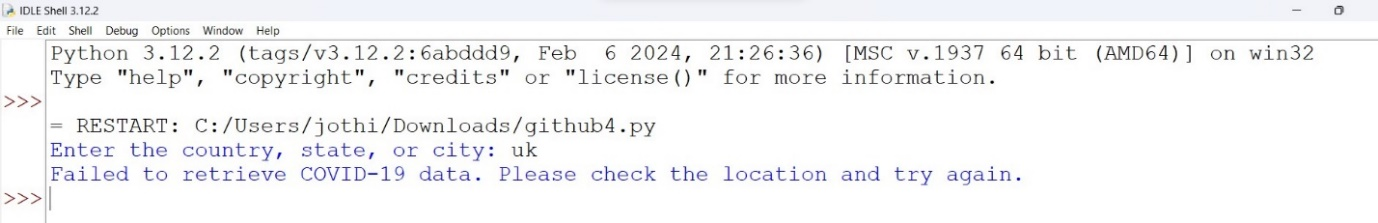 IDLE Shell 3.12.2
File Edit Shell Debug Options Window Help
Python 3.12.2 (tags/v3.12.2:6abddd9, Feb  6 2024, 21:26:36) [MSC v.1937 64 bit (AMD64)] on win32
Type "help", "copyright", "credits" or "license()" for more information.
>>>
= RESTART: C:/Users/jothi/Downloads/github4.py
Enter the country, state, or city: uk
Failed to retrieve COVID-19 data. Please check the location and try again.
>>>